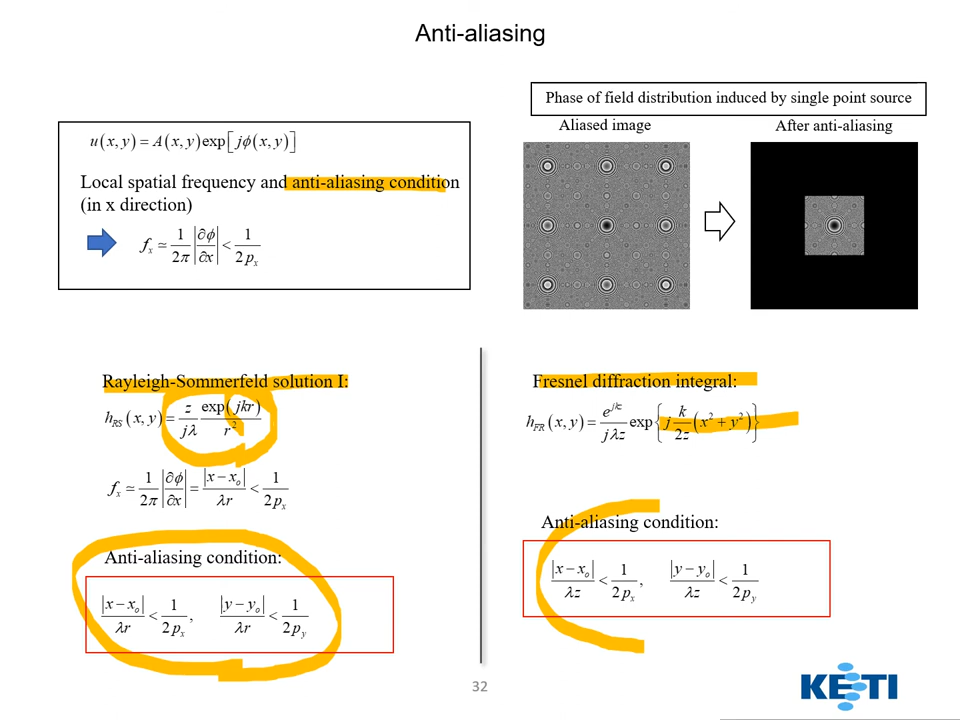 Anti-aliasing
u(x, y) = A(x, y)exp[jϕ(x, y)]
Local spatial frequency and anti-aliasing condition
(in x direction)
f_x ≃ 1/2π |∂ϕ/∂x| < 1/2p_x
Phase of field distribution induced by single point source
Aliased image
After anti-aliasing
Rayleigh-Sommerfeld solution I:
h_RS(x, y) = z/jλ exp(jkr)/r²
f_x ≃ 1/2π |∂ϕ/∂x| = |x − x_o|/λr < 1/2p_x
Anti-aliasing condition:
|x − x_o|/λr < 1/2p_x, |y − y_o|/λr < 1/2p_y
Fresnel diffraction integral:
h_FR(x, y) = e^{jkz}/jλz exp{j k/2z (x² + y²)}
Anti-aliasing condition:
|x − x_o|/λz < 1/2p_x, |y − y_o|/λz < 1/2p_y
32
KETI